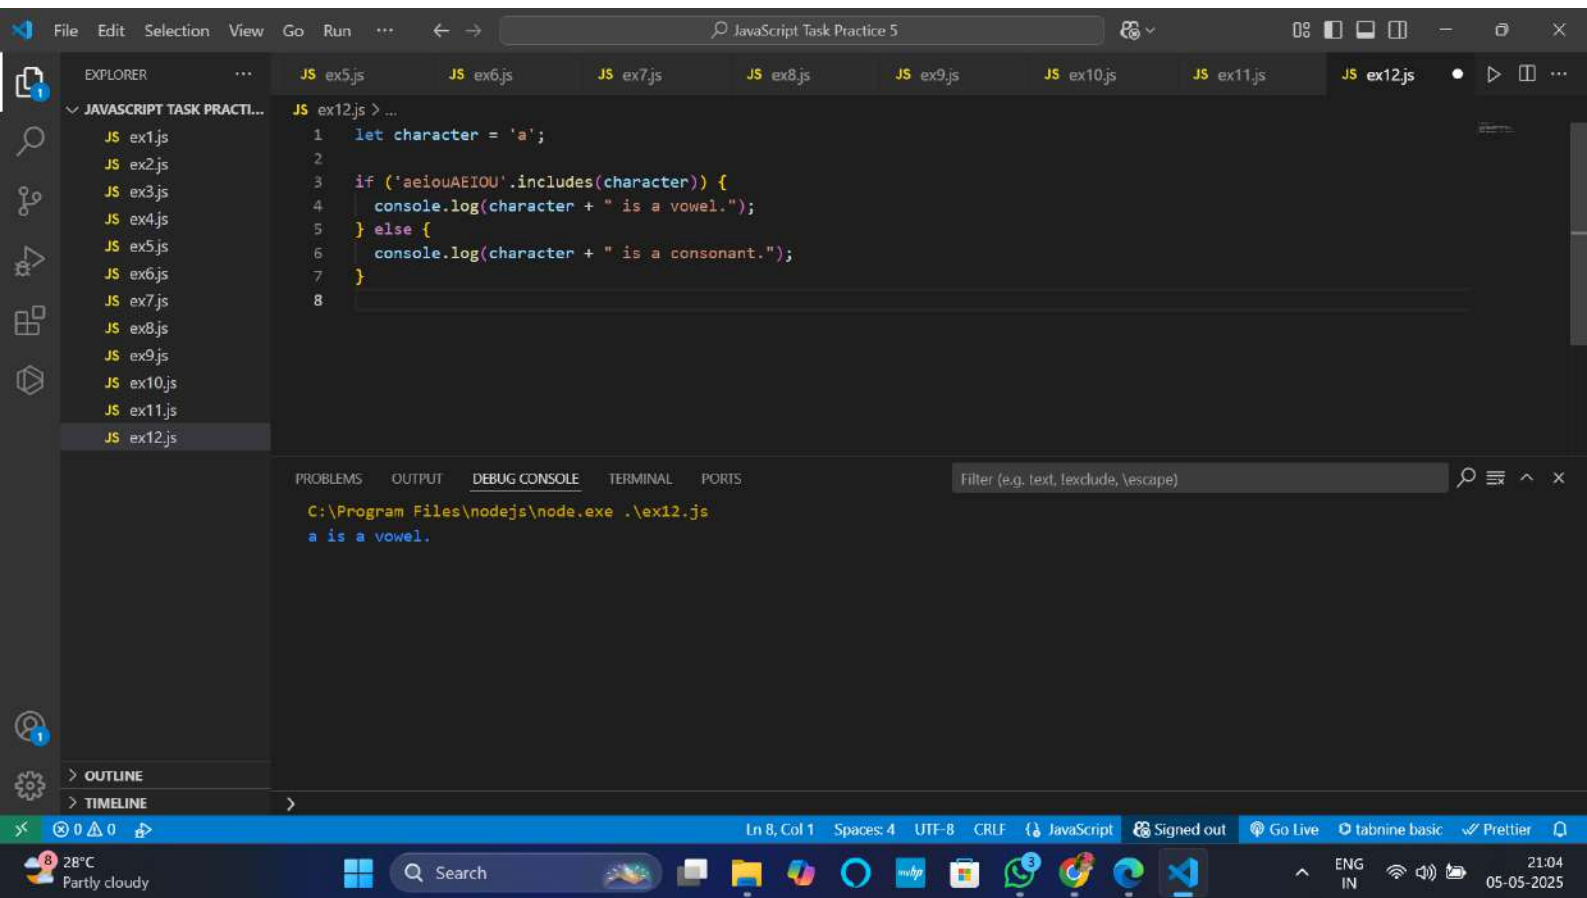 File Edit Selection View Go Run ··· JavaScript Task Practice 5
EXPLORER ···
JS ex5.js JS ex6.js JS ex7.js JS ex8.js JS ex9.js JS ex10.js JS ex11.js JS ex12.js ···
JAVASCRIPT TASK PRACTI...
JS ex1.js
JS ex2.js
JS ex3.js
JS ex4.js
JS ex5.js
JS ex6.js
JS ex7.js
JS ex8.js
JS ex9.js
JS ex10.js
JS ex11.js
JS ex12.js
OUTLINE
TIMELINE
JS ex12.js > ...
1 let character = 'a';
2
3 if ('aeiouAEIOU'.includes(character)) {
4 console.log(character + " is a vowel.");
5 } else {
6 console.log(character + " is a consonant.");
7 }
8
PROBLEMS OUTPUT DEBUG CONSOLE TERMINAL PORTS Filter (e.g. text, !exclude, \escape)
C:\Program Files\nodejs\node.exe .\ex12.js
a is a vowel.
>
1
1
0 0 Ln 8, Col 1 Spaces: 4 UTF-8 CRLF JavaScript Signed out Go Live tabnine basic Prettier
8 28°C
Partly cloudy
Search
myhp
3
ENG
IN
21:04
05-05-2025